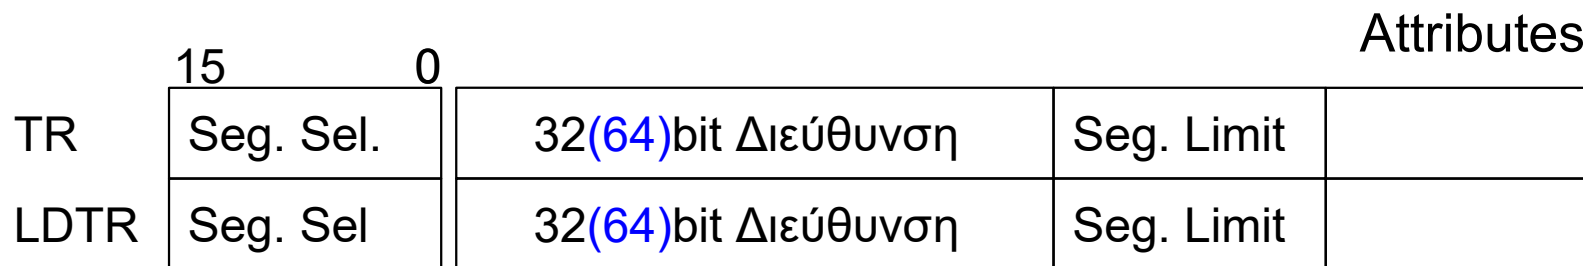 Attributes
15 0
TR Seg. Sel. 32(64)bit Διεύθυνση Seg. Limit
LDTR Seg. Sel 32(64)bit Διεύθυνση Seg. Limit